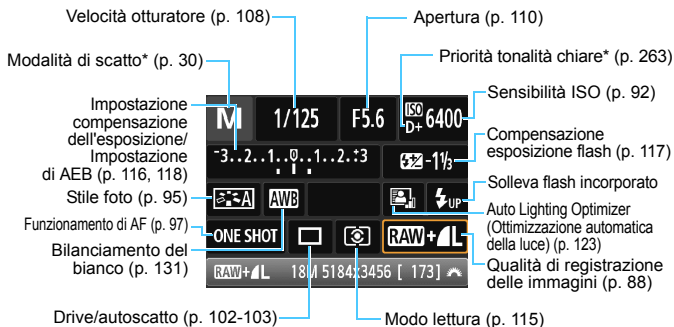 Velocità otturatore (p. 108)
Apertura (p. 110)
Modalità di scatto* (p. 30)
Priorità tonalità chiare* (p. 263)
Sensibilità ISO (p. 92)
Impostazione
compensazione
dell'esposizione/
Impostazione
di AEB (p. 116, 118)
Compensazione
esposizione flash (p. 117)
Stile foto (p. 95)
Solleva flash incorporato
Funzionamento di AF (p. 97)
Auto Lighting Optimizer
(Ottimizzazione automatica
della luce) (p. 123)
Bilanciamento del
bianco (p. 131)
Qualità di registrazione
delle immagini (p. 88)
Drive/autoscatto (p. 102-103)
Modo lettura (p. 115)
M 1/125 F5.6 ISO D+ 6400
-3..2..1..0..1..2.:3 -1⅓
A AWB UP
ONE SHOT RAW+L
RAW+L 18M 5184x3456 [ 173]